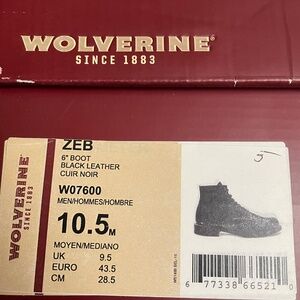 WOLVERINE®
SINCE 1883
WOLVERINE
SINCE 1883
ZEB
6" BOOT
BLACK LEATHER
CUIR NOIR
W07600
MEN/HOMMES/HOMBRE
10.5M
MOYEN/MEDIANO
UK 9.5
EURO 43.5
CM 28.5
5
6 77338 66521 0